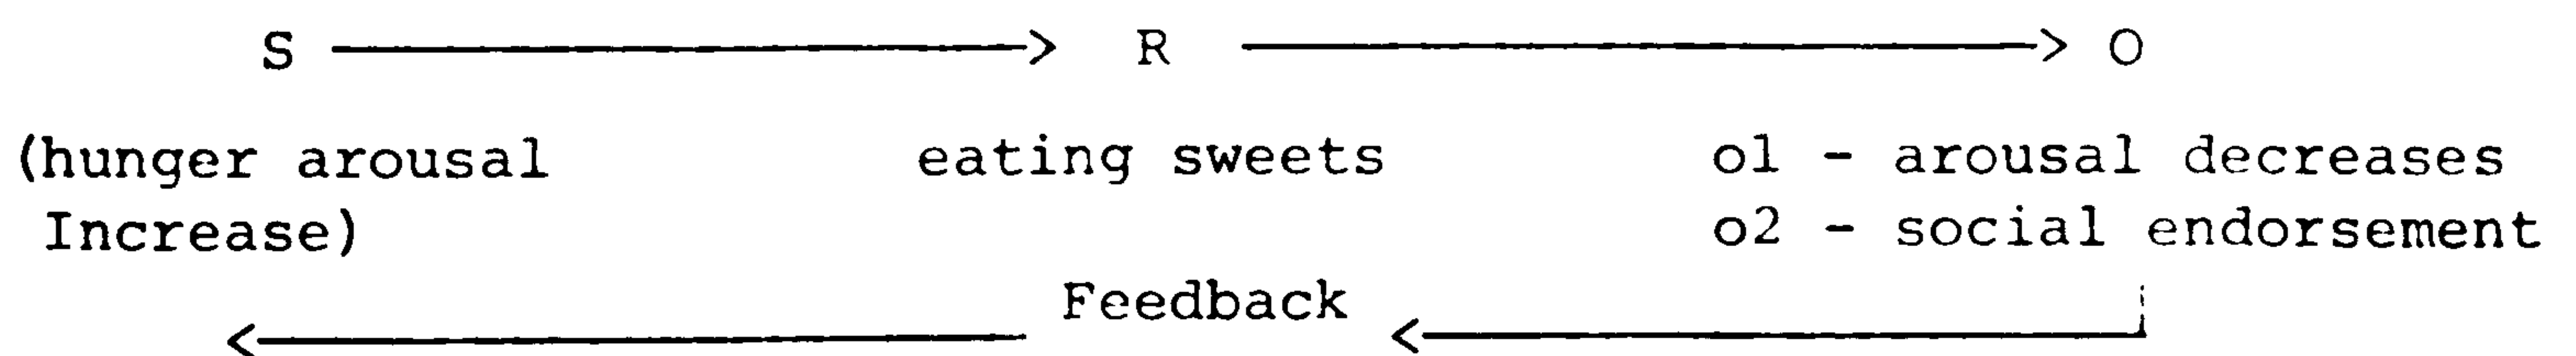 S R O
(hunger arousal eating sweets o1 - arousal decreases
Increase) o2 - social endorsement
Feedback